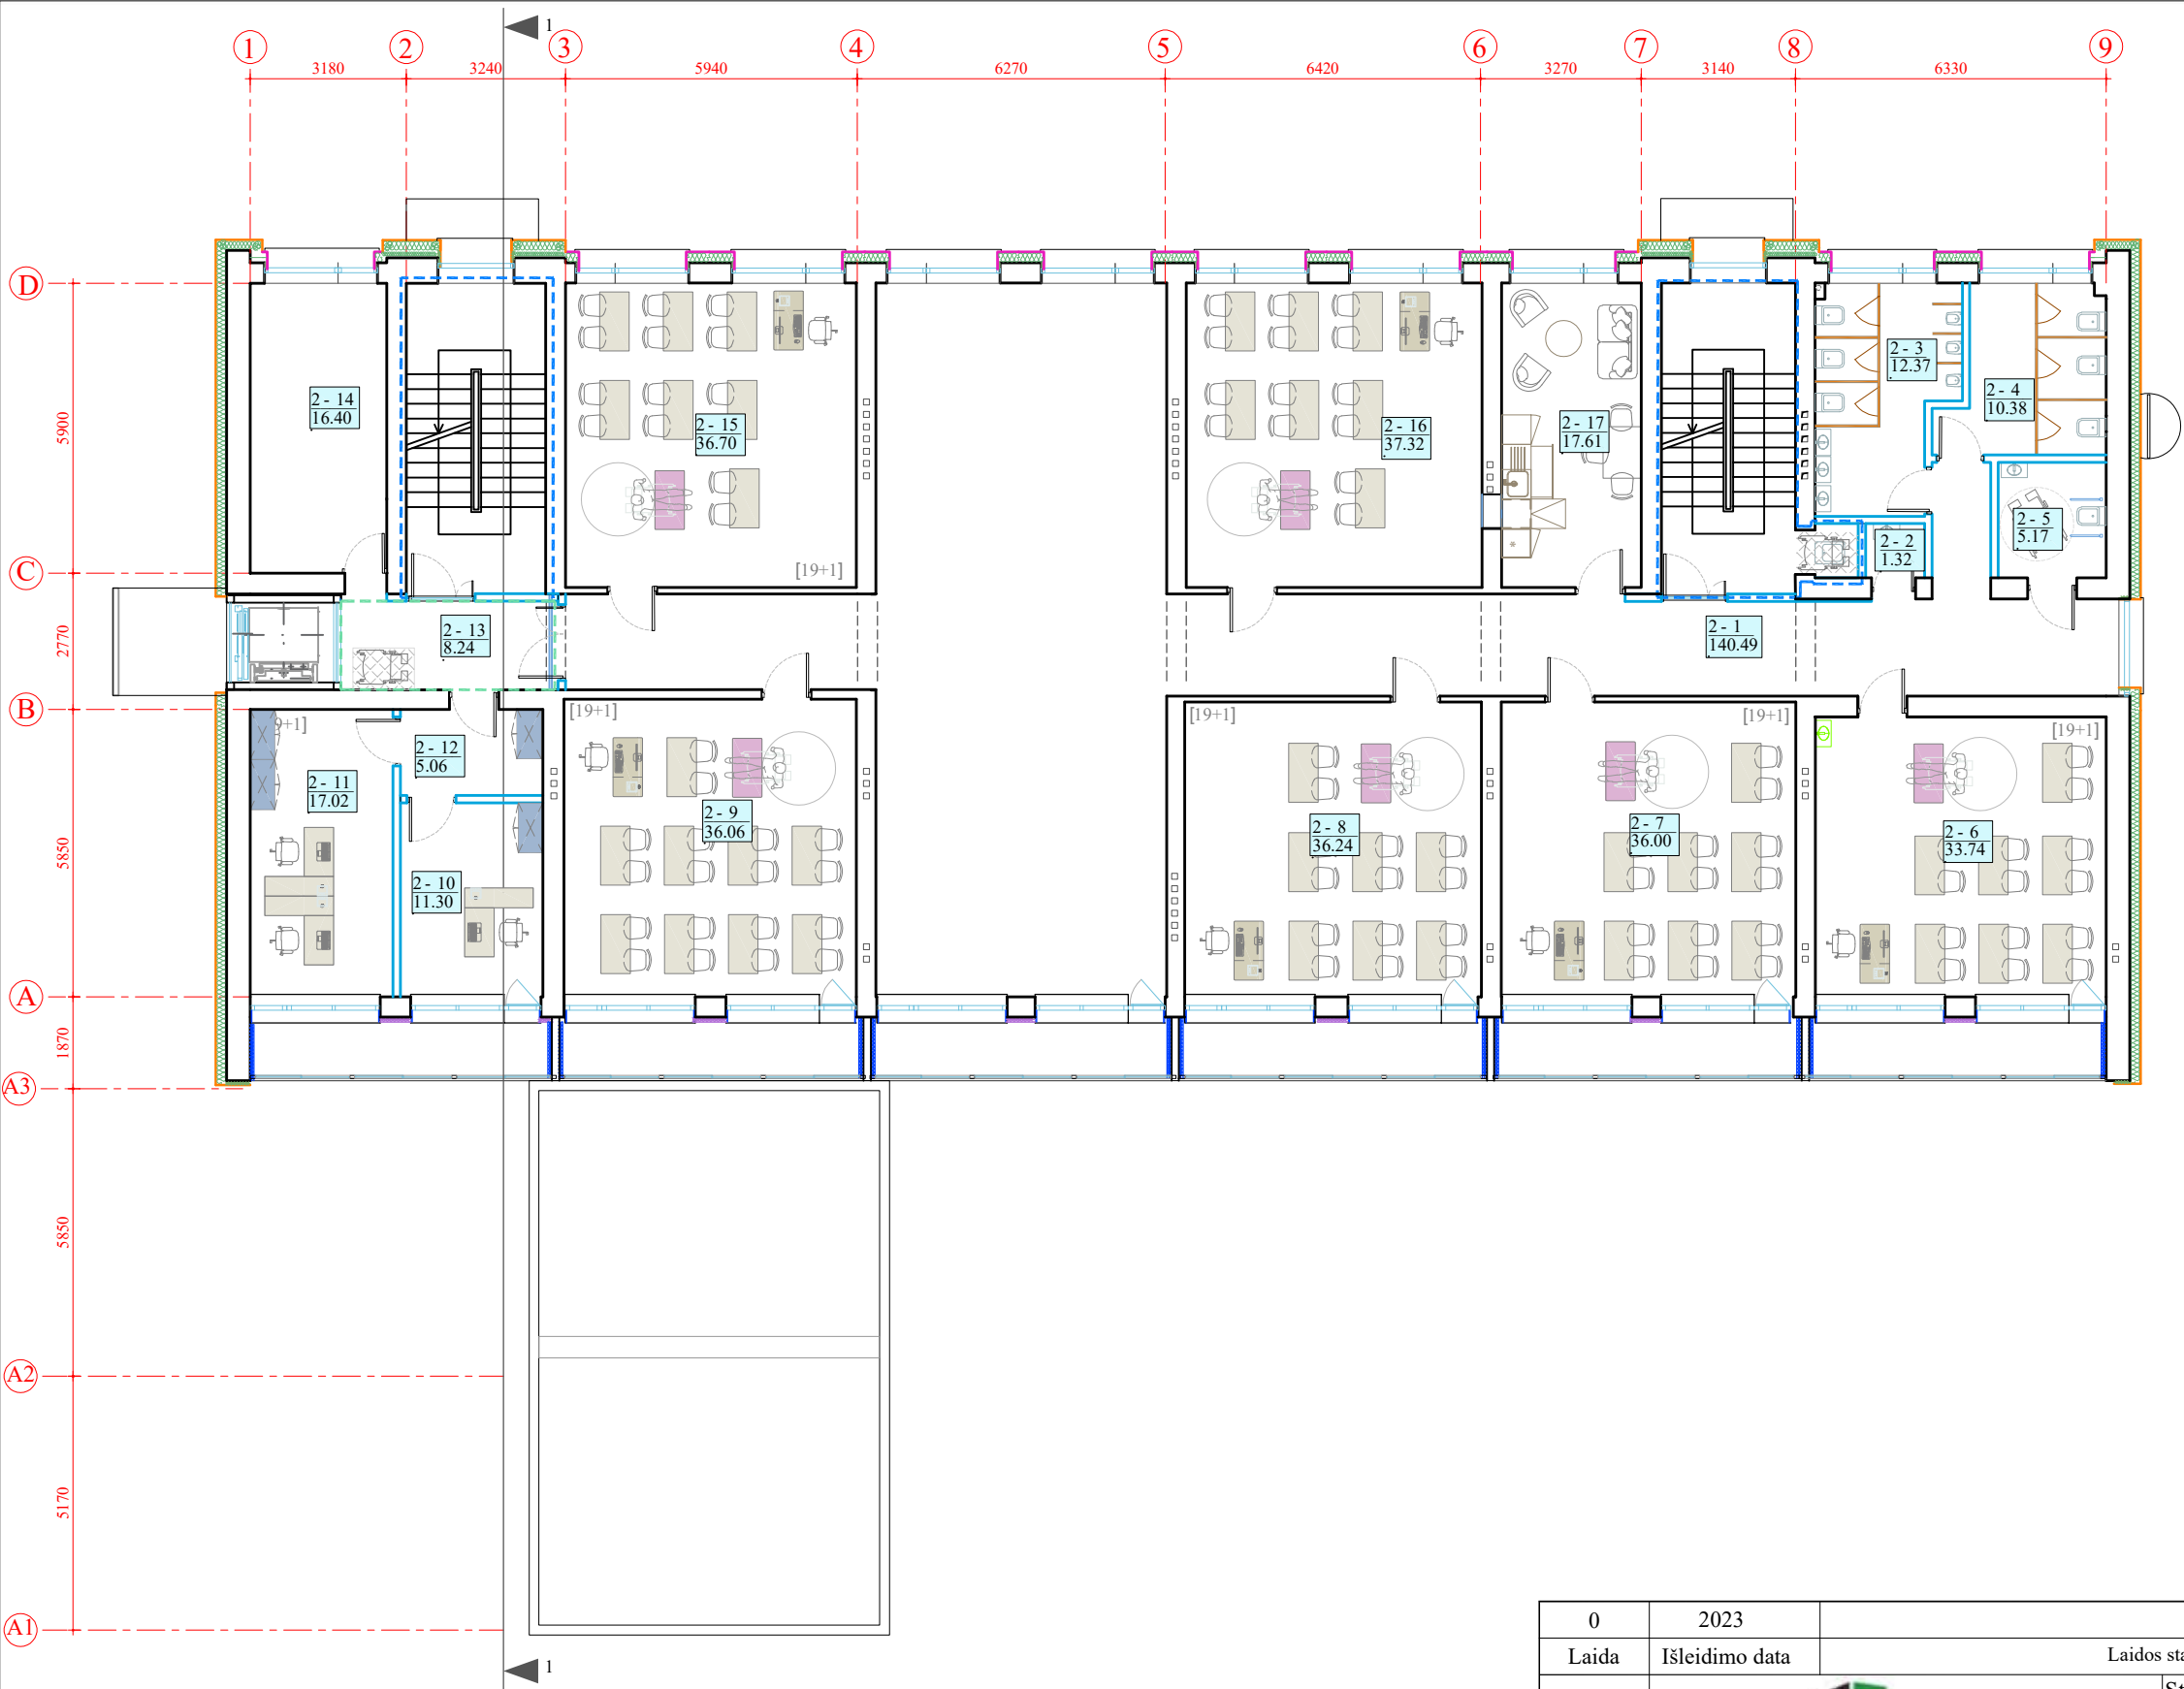 1
1 2 3 4 5 6 7 8 9
3180 3240 5940 6270 6420 3270 3140 6330
D
5900
2 - 14
16.40
2 - 15
36.70
2 - 16
37.32
2 - 17
17.61
2 - 3
12.37
2 - 4
10.38
2 - 5
5.17
2 - 2
1.32
[19+1]
C
2770
2 - 13
8.24
2 - 1
140.49
B
9+1]
[19+1]
[19+1]
[19+1]
[19+1]
2 - 12
5.06
2 - 11
17.02
2 - 9
36.06
2 - 8
36.24
2 - 7
36.00
2 - 6
33.74
5850
2 - 10
11.30
A
1870
A3
5850
A2
5170
A1
1
0 2023
Laida Išleidimo data Laidos sta